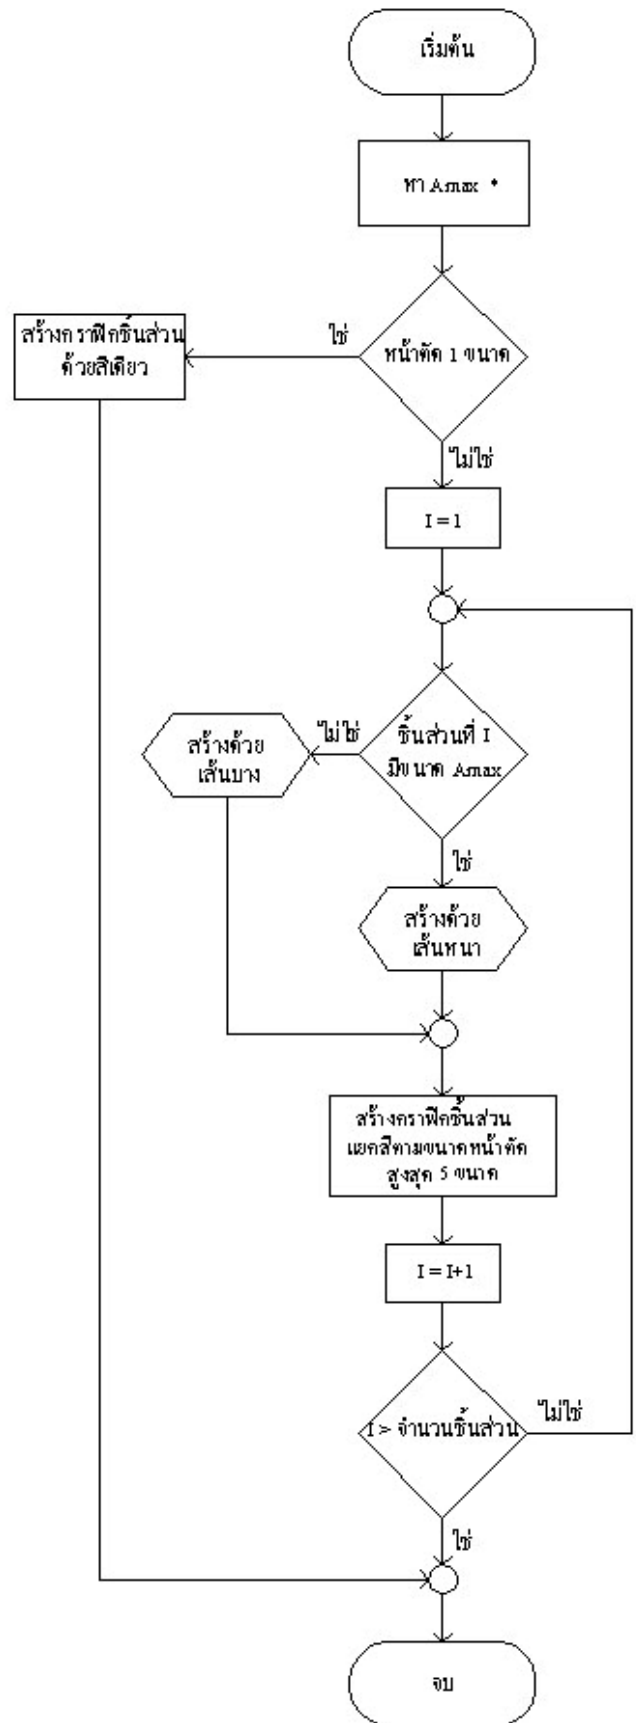 เริ่มต้น
หา Amax *
หน้าตัด 1 ขนาด
ใช่
สร้างกราฟิคชิ้นส่วน
ด้วยสีเดียว
ไม่ใช่
I = 1
ชิ้นส่วนที่ I
มีขนาด Amax
ไม่ใช่
สร้างด้วย
เส้นบาง
ใช่
สร้างด้วย
เส้นหนา
สร้างกราฟิคชิ้นส่วน
แยกสีตามขนาดหน้าตัด
สูงสุด 5 ขนาด
I = I+1
I > จำนวนชิ้นส่วน
ไม่ใช่
ใช่
จบ